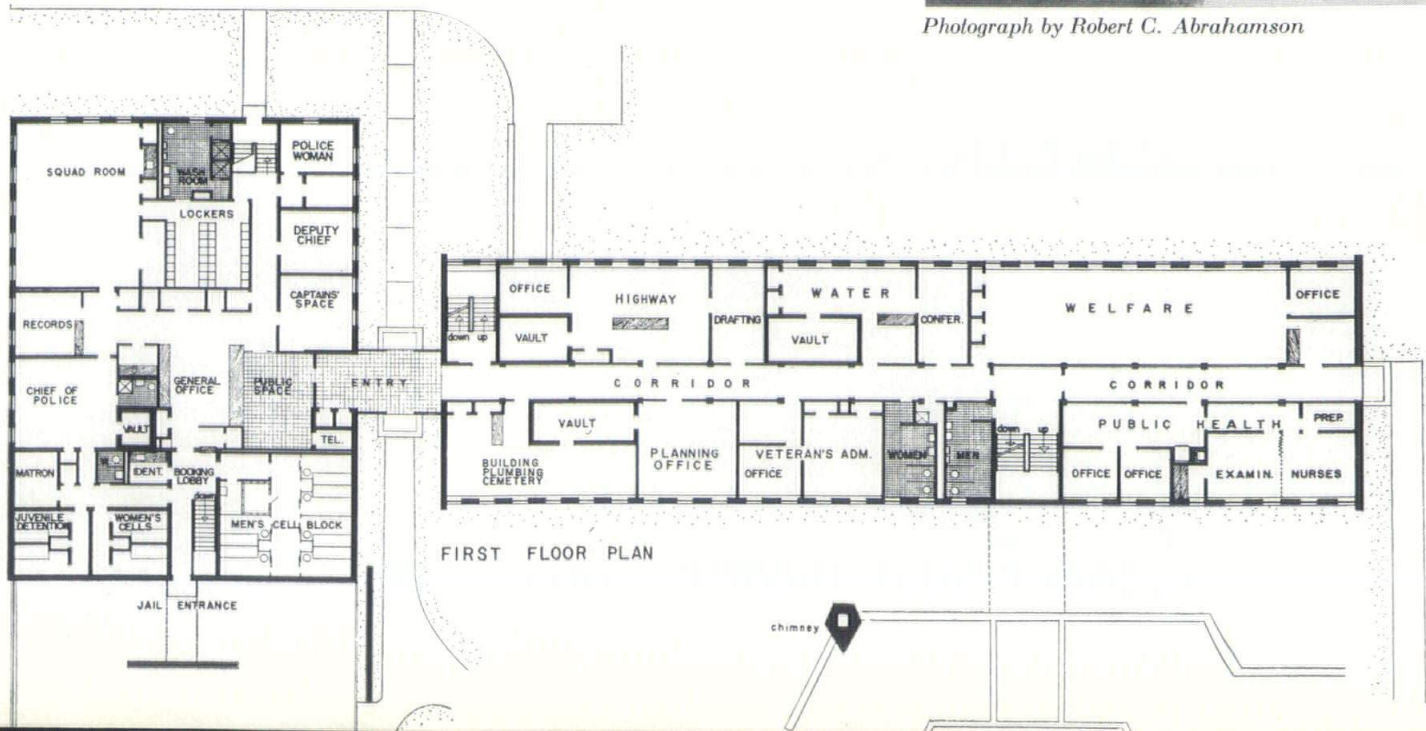 Photograph by Robert C. Abrahamson
SQUAD ROOM
WASH
ROOM
LOCKERS
POLICE
WOMAN
DEPUTY
CHIEF
CAPTAINS'
SPACE
RECORDS
CHIEF OF
POLICE
GENERAL
OFFICE
PUBLIC
SPACE
ENTRY
VAULT
TEL.
MATRON
W.
IDENT.
BOOKING
LOBBY
down
JUVENILE
DETENTION
WOMEN'S
CELLS
MEN'S CELL BLOCK
JAIL ENTRANCE
down up
OFFICE
VAULT
HIGHWAY
DRAFTING
WATER
VAULT
CONFER.
WELFARE
OFFICE
CORRIDOR
CORRIDOR
BUILDING
PLUMBING
CEMETERY
VAULT
PLANNING
OFFICE
VETERAN'S ADM.
OFFICE
WOMEN
MEN
down up
PUBLIC HEALTH
PREP.
OFFICE
OFFICE
EXAMIN.
NURSES
FIRST FLOOR PLAN
chimney